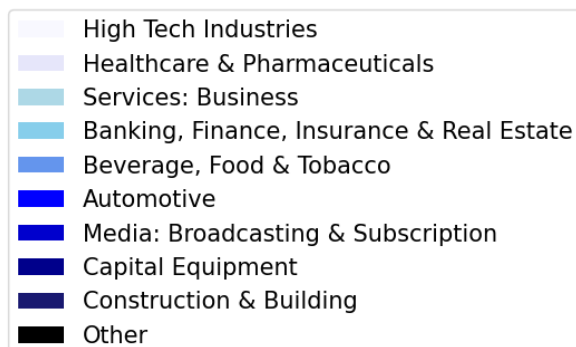 High Tech Industries
Healthcare & Pharmaceuticals
Services: Business
Banking, Finance, Insurance & Real Estate
Beverage, Food & Tobacco
Automotive
Media: Broadcasting & Subscription
Capital Equipment
Construction & Building
Other